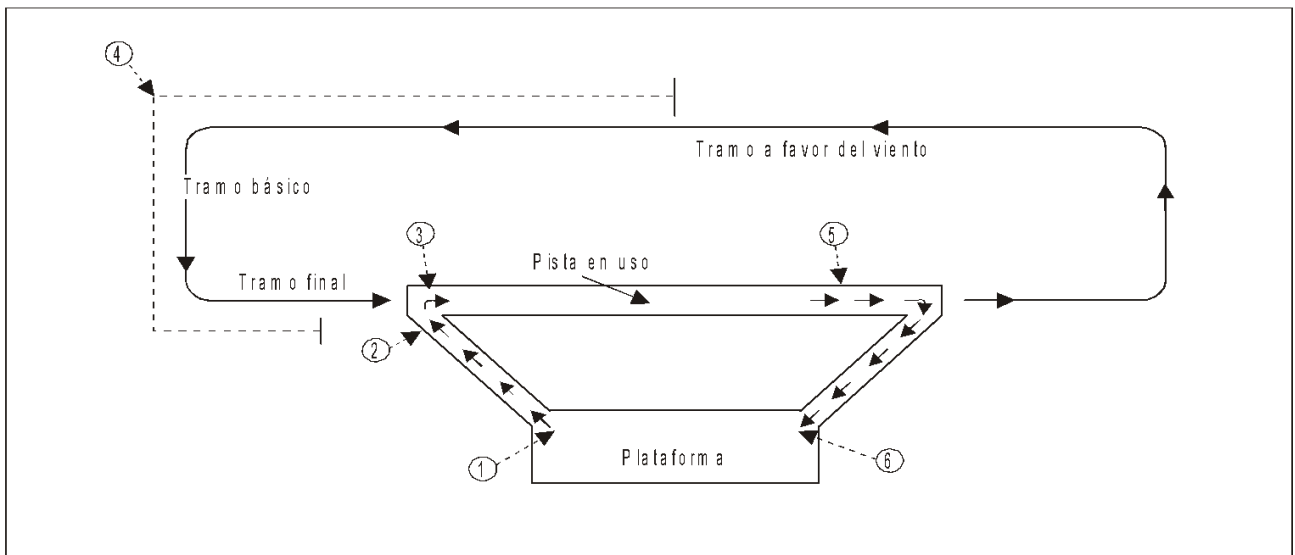 4
Tramo a favor del viento
Tramo básico
3
5
Pista en uso
Tramo final
2
1
Plataforma
6